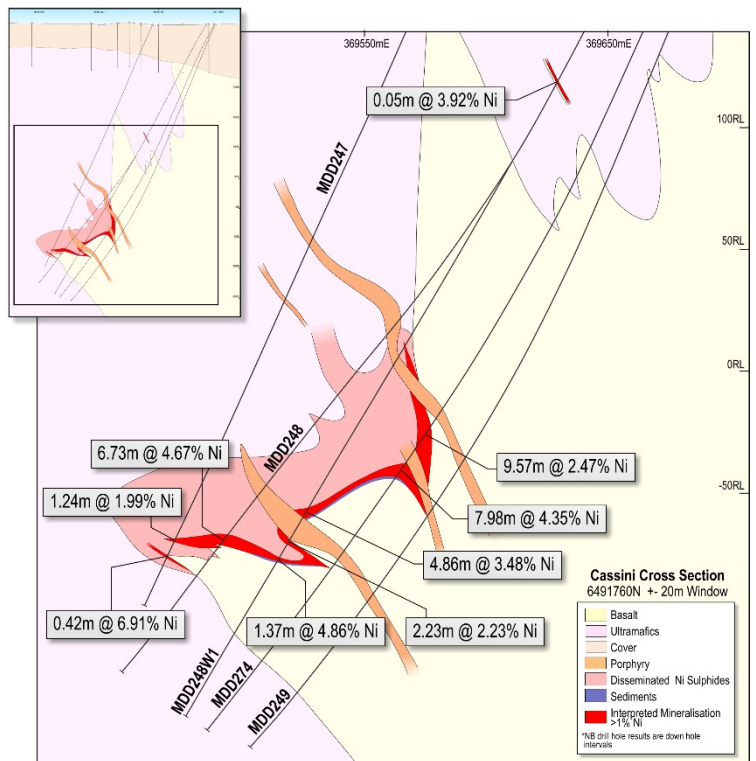 369550mE
369650mE
0.05m @ 3.92% Ni
100RL
MDD247
50RL
0RL
MDD248
6.73m @ 4.67% Ni
9.57m @ 2.47% Ni
1.24m @ 1.99% Ni
-50RL
7.98m @ 4.35% Ni
4.86m @ 3.48% Ni
0.42m @ 6.91% Ni
1.37m @ 4.86% Ni
2.23m @ 2.23% Ni
MDD248W1
MDD274
MDD249
Cassini Cross Section
6491760N +- 20m Window
Basalt
Ultramafics
Cover
Porphyry
Disseminated Ni Sulphides
Sediments
Interpreted Mineralisation
>1% Ni
*NB drill hole results are down hole
intervals